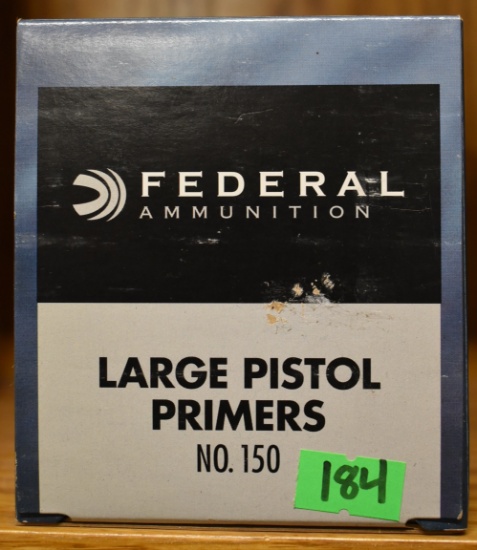 FEDERAL
AMMUNITION
LARGE PISTOL
PRIMERS
NO. 150
184